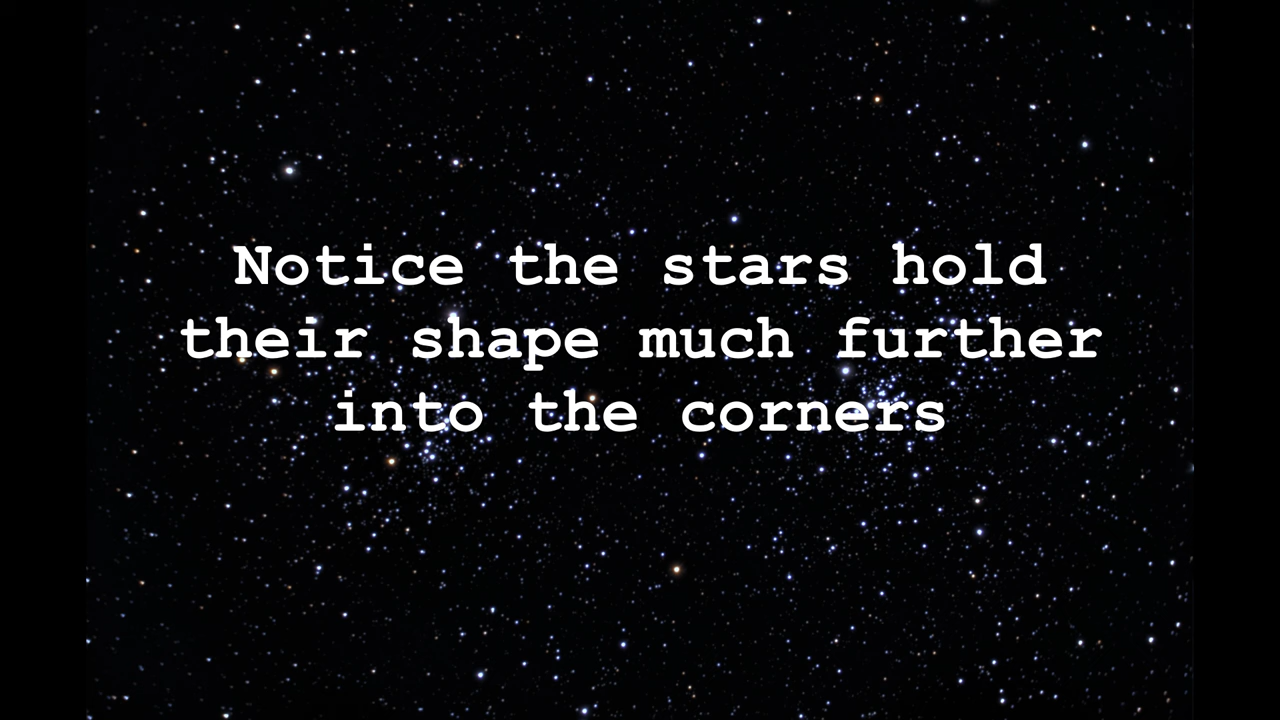 Notice the stars hold
their shape much further
into the corners